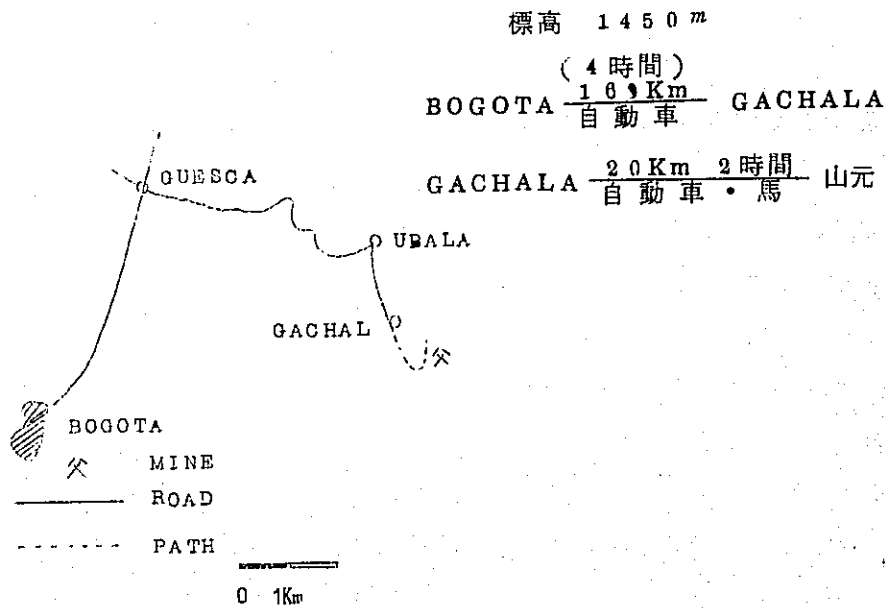 標高 1450m
(4時間)
BOGOTA Km 自動車 GACHALA
GACHALA 20Km 2時間 自動車・馬 山元
GUESCA
UBALA
GACHAL
BOGOTA
MINE
ROAD
PATH
0 1Km